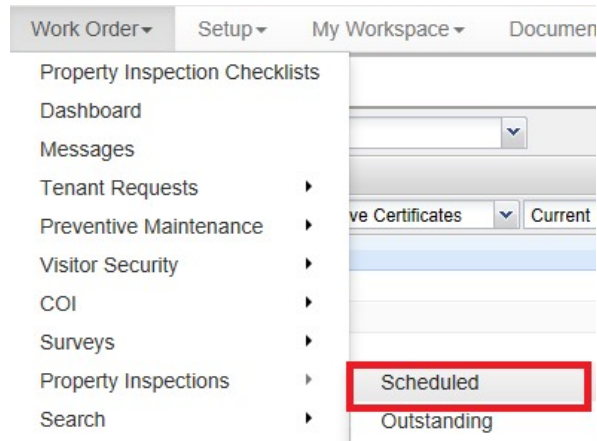 Work Order Setup My Workspace Documen
Property Inspection Checklists
Dashboard
Messages
Tenant Requests
Preventive Maintenance
ve Certificates Current
Visitor Security
COI
Surveys
Property Inspections
Scheduled
Search
Outstanding